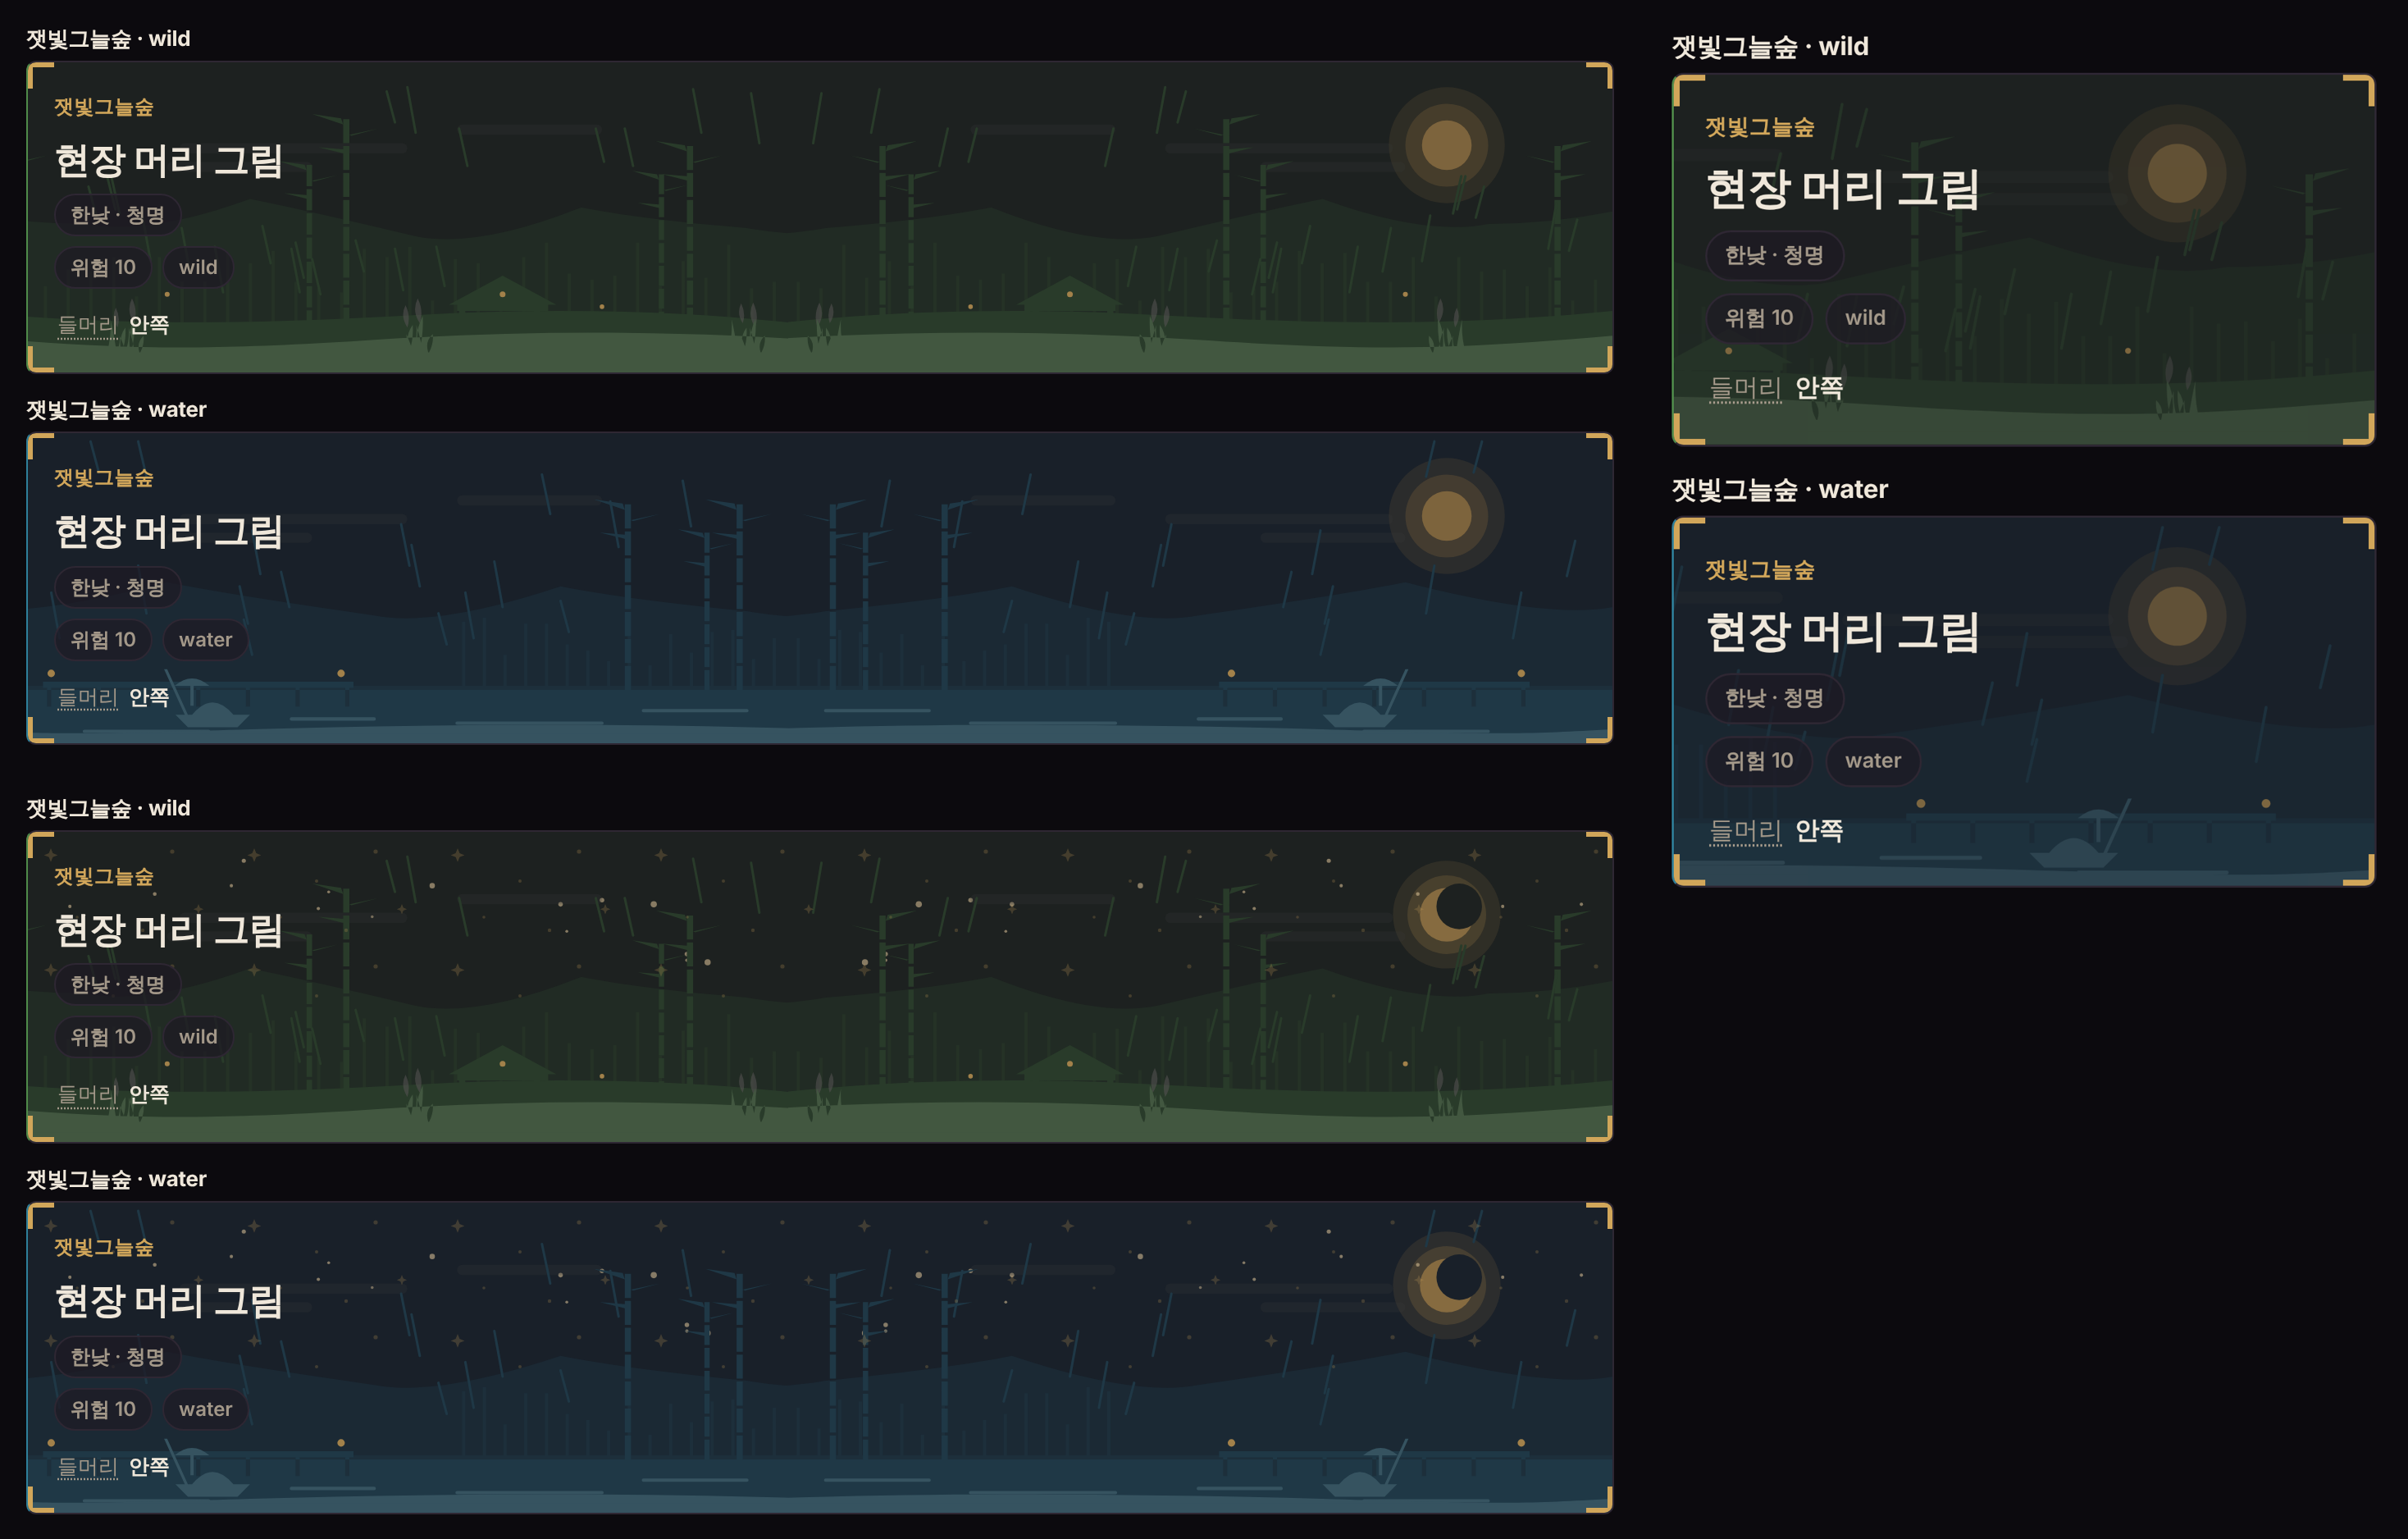 잿빛그늘숲 · wild
잿빛그늘숲
현장 머리 그림
한낮 · 청명
위험 10 wild
들머리 안쪽
잿빛그늘숲 · water
잿빛그늘숲
현장 머리 그림
한낮 · 청명
위험 10 water
들머리 안쪽
잿빛그늘숲 · wild
잿빛그늘숲
현장 머리 그림
한낮 · 청명
위험 10 wild
들머리 안쪽
잿빛그늘숲 · water
잿빛그늘숲
현장 머리 그림
한낮 · 청명
위험 10 water
들머리 안쪽
잿빛그늘숲 · wild
잿빛그늘숲
현장 머리 그림
한낮 · 청명
위험 10 wild
들머리 안쪽
잿빛그늘숲 · water
잿빛그늘숲
현장 머리 그림
한낮 · 청명
위험 10 water
들머리 안쪽